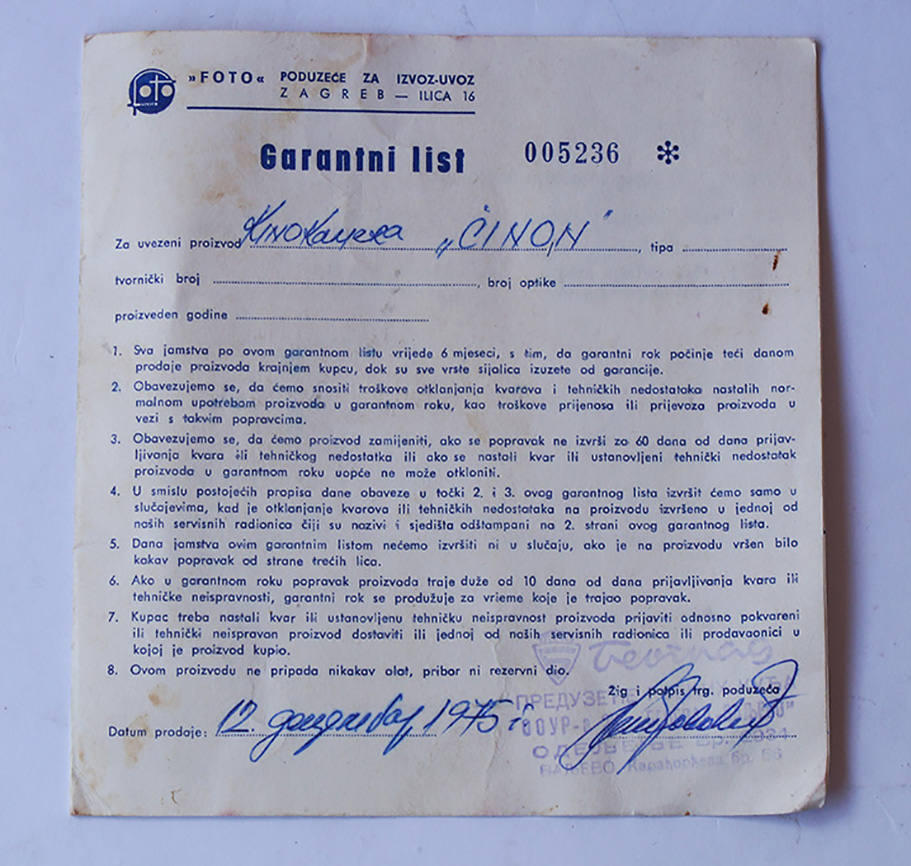 foto
»FOTO« PODUZEĆE ZA IZVOZ-UVOZ
ZAGREB — ILICA 16
Garantni list 005236 *
Za uvezeni proizvod Кинокамера „ČINON“, tipa
tvornički broj , broj optike
proizveden godine
1. Sva jamstva po ovom garantnom listu vrijede 6 mjeseci, s tim, da garantni rok počinje teći danom
prodaje praizvoda krajnjem kupcu, dok su sve vrste sijalica izuzete od garancije.
2. Obavezujemo se, da ćemo snositi troškove otklanjanja kvarova i tehničkih nedostataka nastalih nor-
malnom upotrebom proizvoda u garantnom roku, kao troškove prijenosa ili prijevoza proizvoda u
vezi s takvim popravcima.
3. Obavezujemo se, da ćemo proizvod zamijeniti, ako se popravak ne izvrši za 60 dana od dana prijav-
ljivanja kvara ili tehničkog nedostatka ili ako se nastali kvar ili ustanovljeni tehnički nedostatak
proizvoda u garantnom roku uopće ne može otkloniti.
4. U smislu postojećih propisa dane obaveze u točki 2. i 3. ovog garantnog lista izvršit ćemo samo u
slučajevima, kad je otklanjanje kvarova ili tehničkih nedostataka na proizvodu izvršeno u jednoj od
naših servisnih radionica čiji su nazivi i sjedišta odštampani na 2. strani ovog garantnog lista.
5. Dana jamstva ovim garantnim listom nećemo izvršiti ni u slučaju, ako je na proizvodu vršen bilo
kakav popravak od strane trećih lica.
6. Ako u garantnom roku popravak proizvoda traje duže od 10 dana od dana prijavljivanja kvara ili
tehničke neispravnosti, garantni rok se produžuje za vrieme koje je trajao popravak.
7. Kupac treba nastali kvar ili ustanovljenu tehničku neispravnost proizvoda prijaviti odnosno pokvareni
ili tehnički neispravan proizvod dostaviti ili jednoj od naših servisnih radionica ili prodavaonici u
kojoj je proizvod kupio.
8. Ovom proizvodu ne pripada nikakav alat, pribor ni rezervni dio.
Žig i potpis trg. poduzeća
ПРЕДУЗЕЋЕ
Datum prodaje: 12. 1975 г.
ООУР-а
ОДЕЉЕЊЕ Бр. 2034
ВАЉЕВО, Карађорђева бр. 86